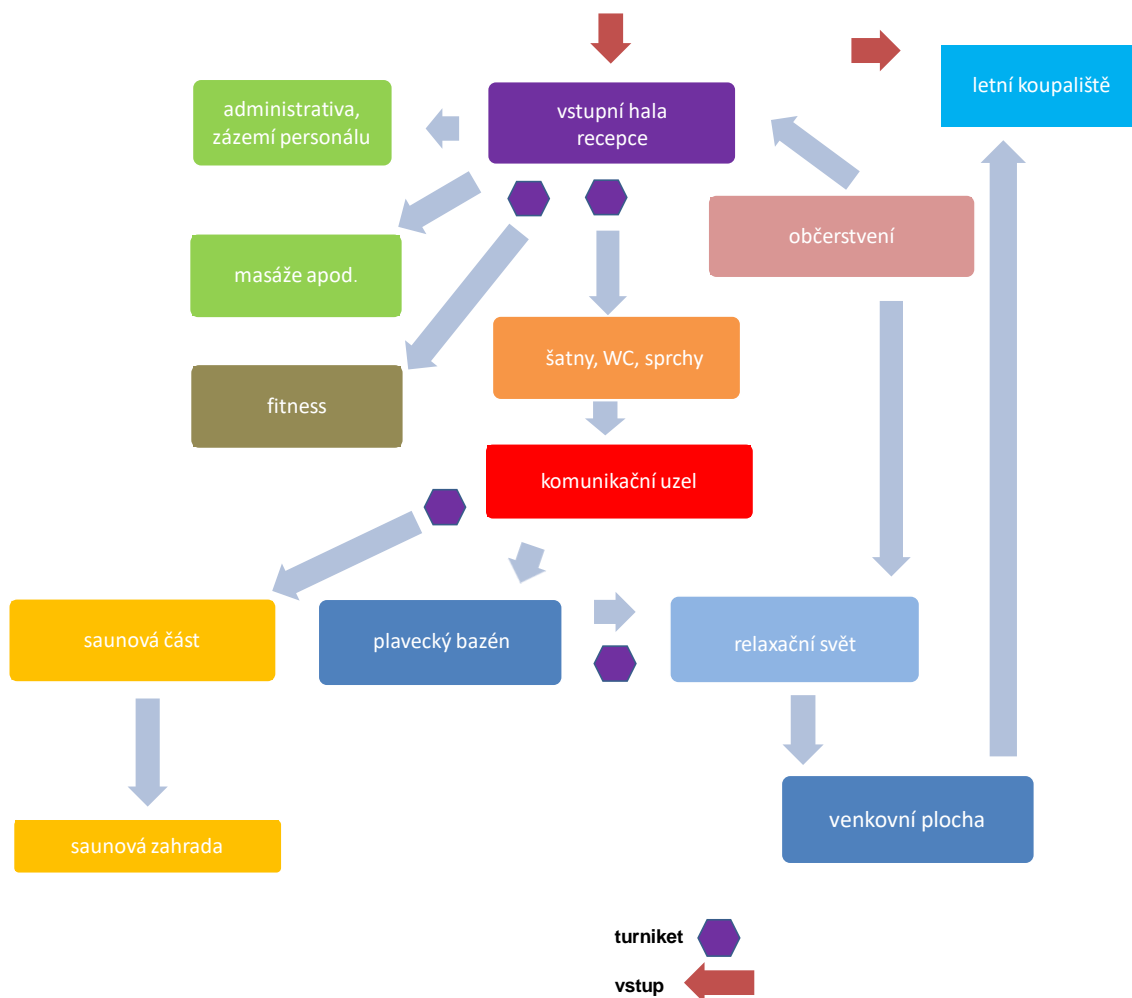 letní koupaliště
administrativa,
zázemí personálu
vstupní hala
recepce
občerstvení
masáže apod.
šatny, WC, sprchy
fitness
komunikační uzel
saunová část
plavecký bazén
relaxační svět
venkovní plocha
saunová zahrada
turniket
vstup